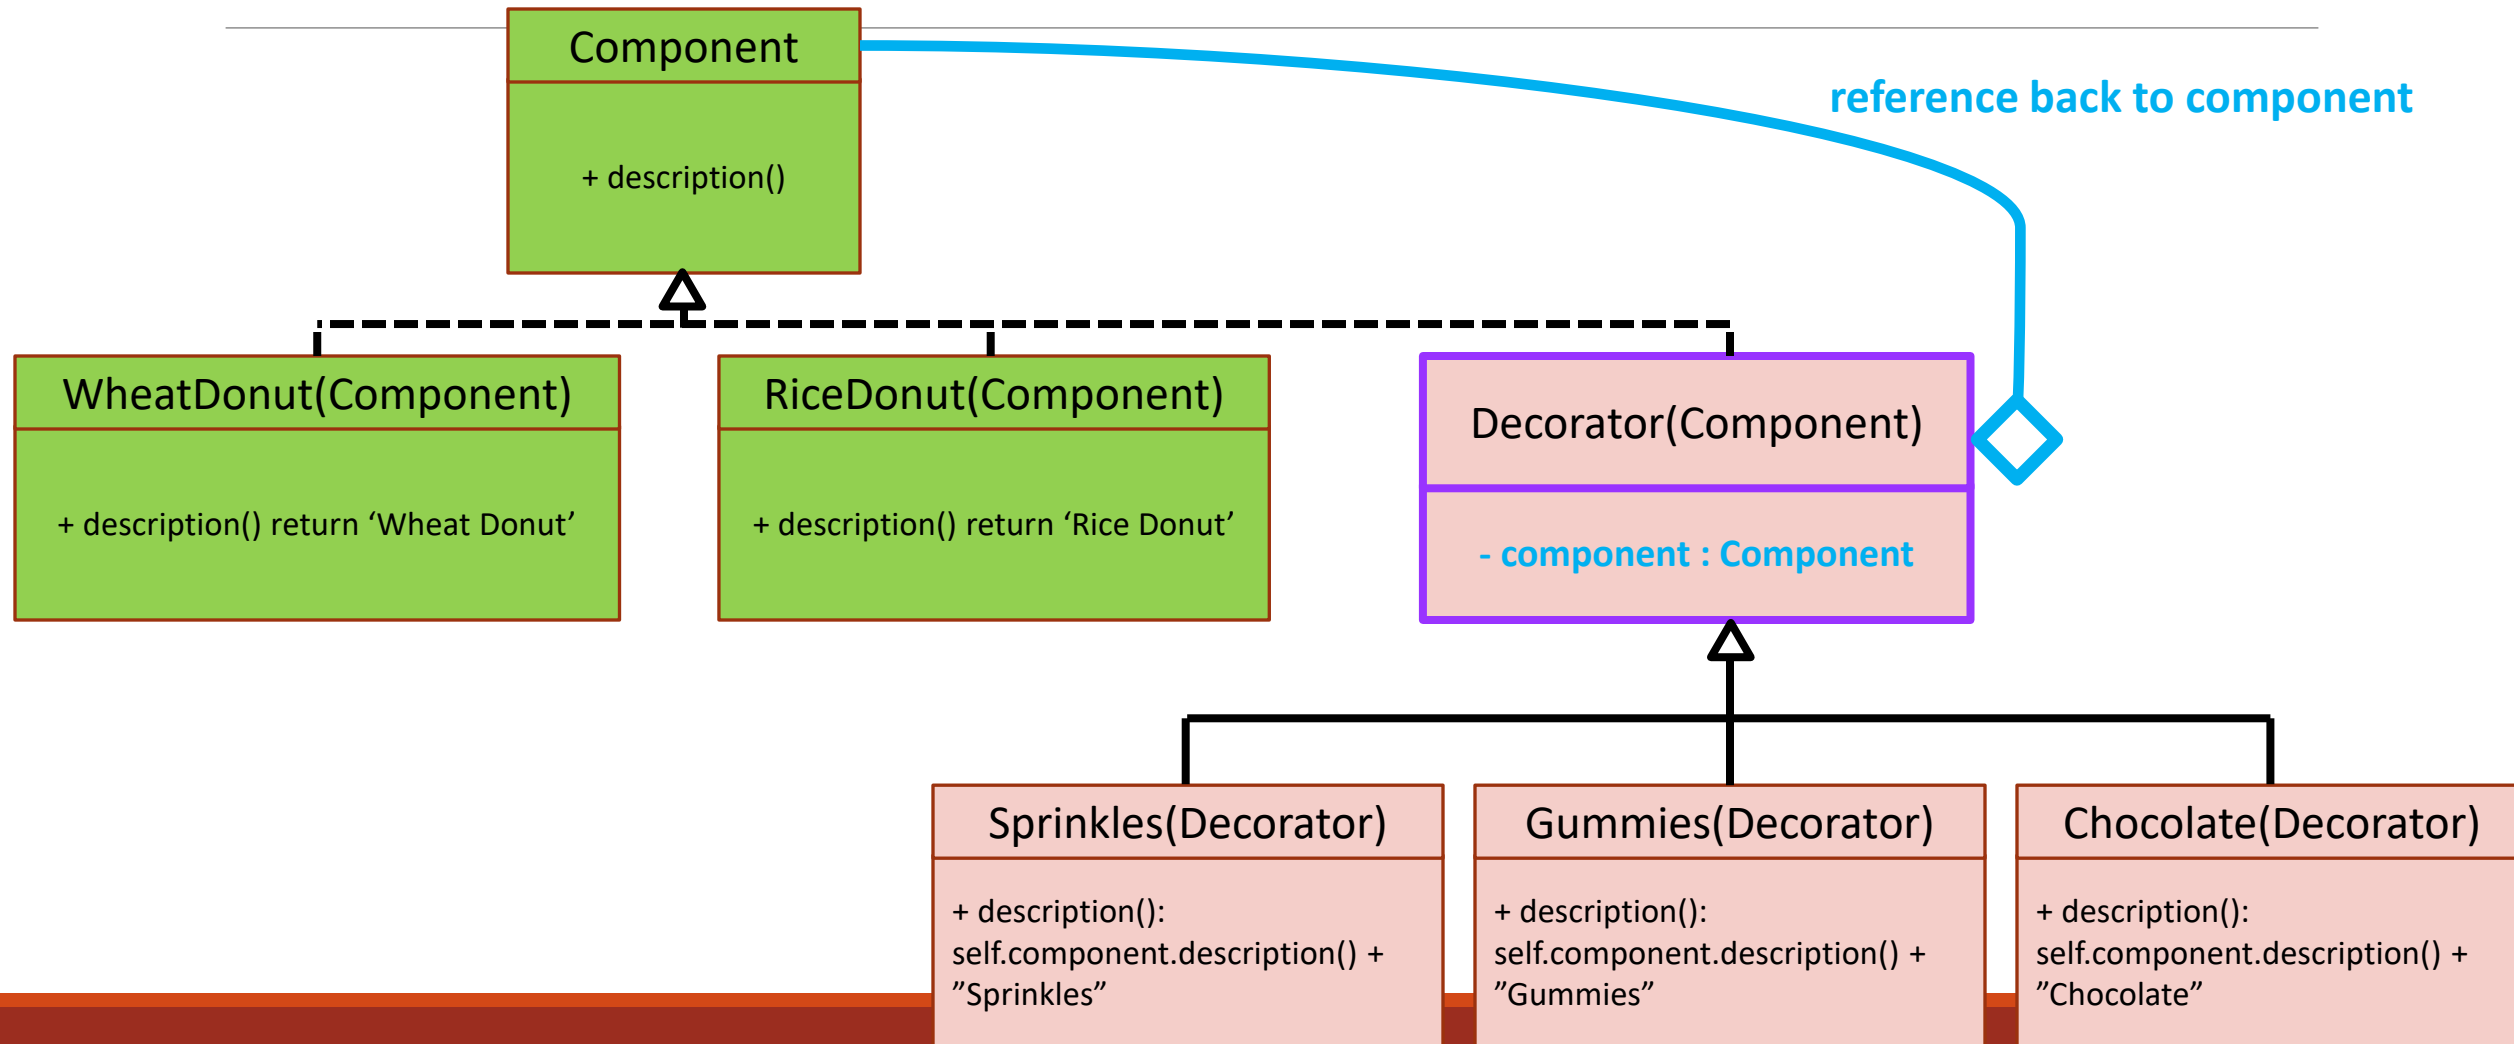 Component
+ description()
reference back to component
WheatDonut(Component)
+ description() return ‘Wheat Donut’
RiceDonut(Component)
+ description() return ‘Rice Donut’
Decorator(Component)
- component : Component
Sprinkles(Decorator)
+ description():
self.component.description() +
”Sprinkles”
Gummies(Decorator)
+ description():
self.component.description() +
”Gummies”
Chocolate(Decorator)
+ description():
self.component.description() +
”Chocolate”